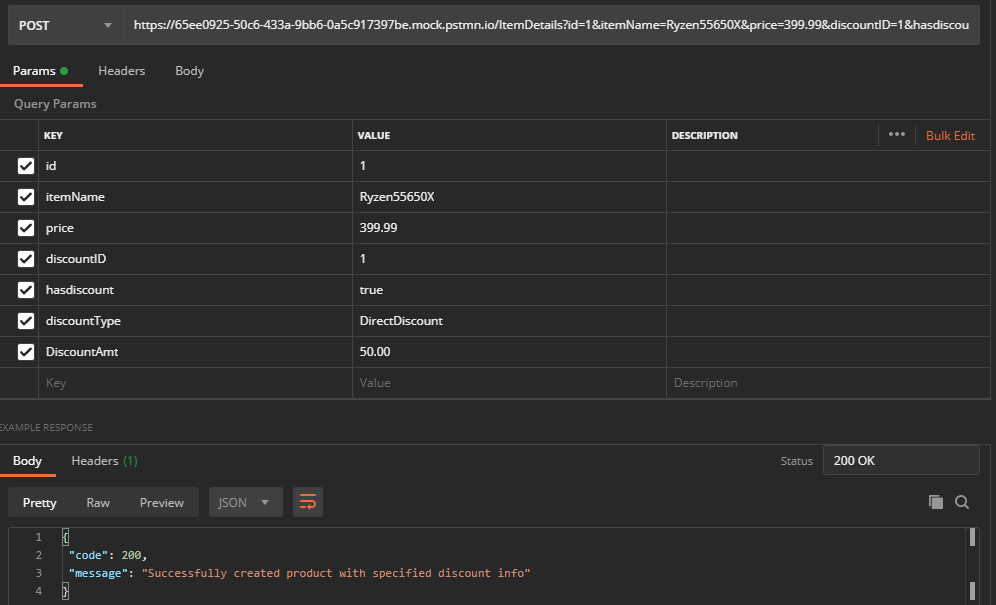 POST https://65ee0925-50c6-433a-9bb6-0a5c917397be.mock.pstmn.io/ItemDetails?id=1&itemName=Ryzen55650X&price=399.99&discountID=1&hasdiscou
Params Headers Body
Query Params
KEY VALUE DESCRIPTION ••• Bulk Edit
id 1
itemName Ryzen55650X
price 399.99
discountID 1
hasdiscount true
discountType DirectDiscount
DiscountAmt 50.00
Key Value Description
EXAMPLE RESPONSE
Body Headers (1) Status 200 OK
Pretty Raw Preview JSON
1 {
2 "code": 200,
3 "message": "Successfully created product with specified discount info"
4 }